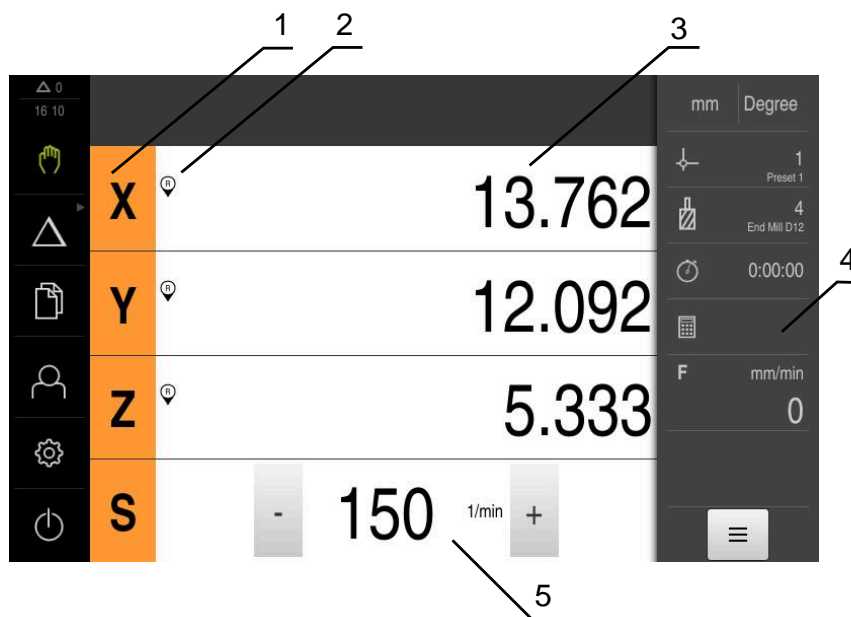 1 2 3
0
16 10
mm Degree
1
Preset 1
X R 13.762
4
End Mill D12
4
0:00:00
Y R 12.092
F mm/min
0
Z R 5.333
S - 150 1/min +
5